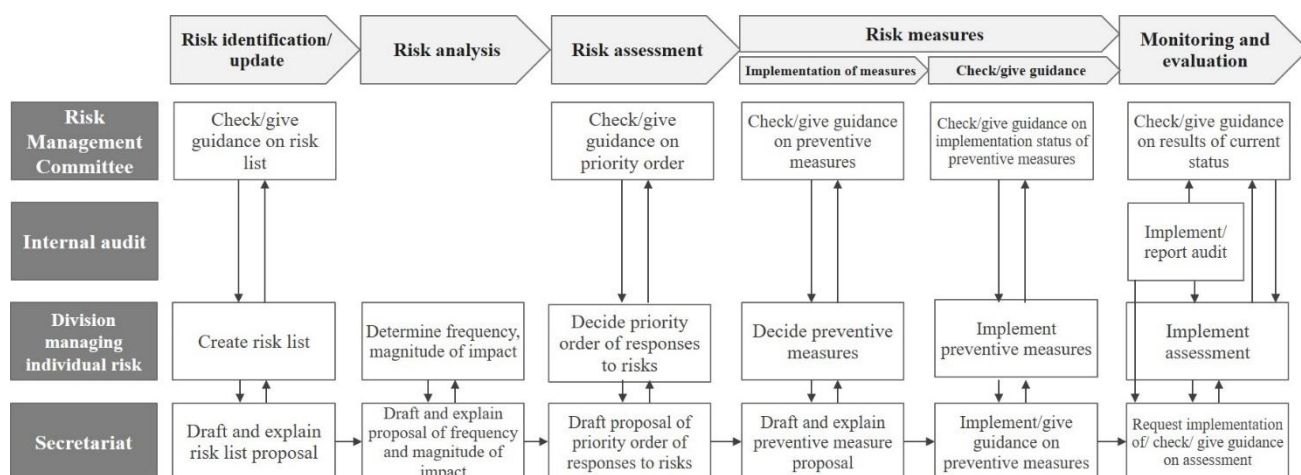 Risk identification/
update
Risk analysis
Risk assessment
Risk measures
Implementation of measures
Check/give guidance
Monitoring and
evaluation
Risk
Management
Committee
Check/give
guidance on risk
list
Check/give
guidance on
priority order
Check/give guidance
on preventive
measures
Check/give guidance on
implementation status of
preventive measures
Check/give guidance
on results of current
status
Internal audit
Implement/
report audit
Division
managing
individual risk
Create risk list
Determine frequency,
magnitude of impact
Decide priority
order of responses
to risks
Decide preventive
measures
Implement
preventive measures
Implement
assessment
Secretariat
Draft and explain
risk list proposal
Draft and explain
proposal of frequency
and magnitude of
impact
Draft proposal of
priority order of
responses to risks
Draft and explain
preventive measure
proposal
Implement/give
guidance on
preventive measures
Request implementation
of/ check/ give guidance
on assessment